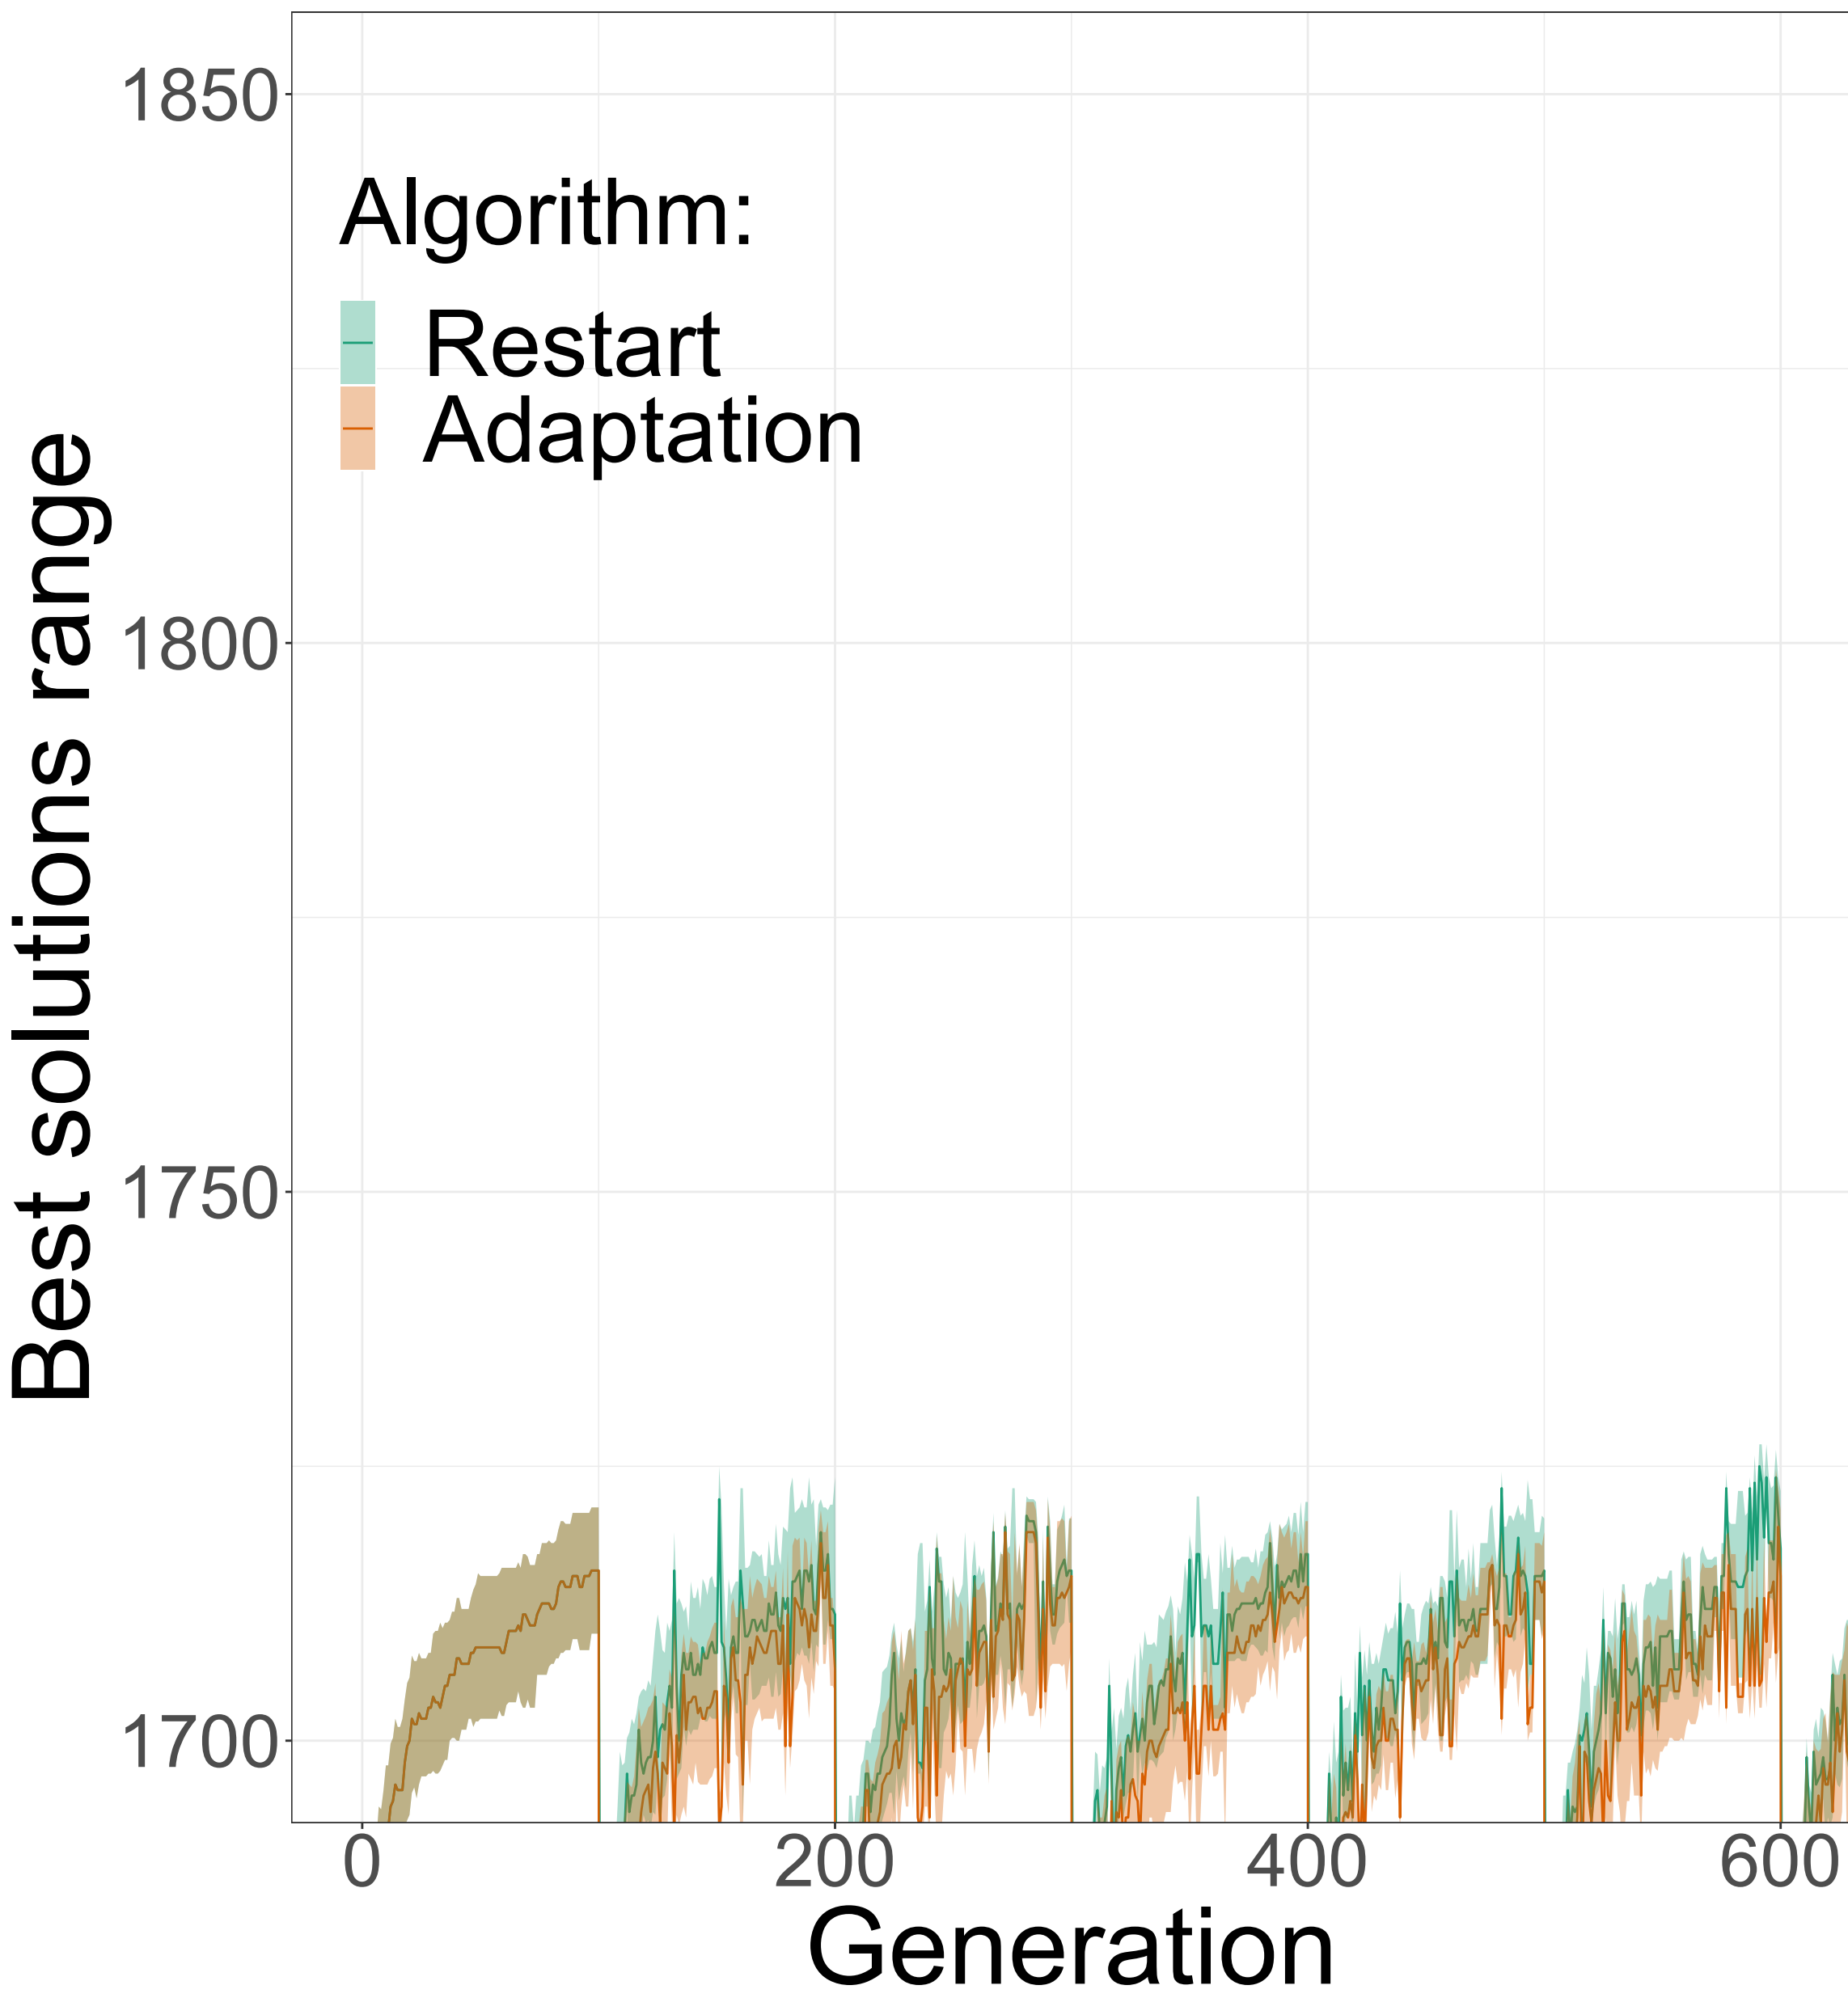 1850
Algorithm:
Restart
Adaptation
1800
1750
1700
Best solutions range
0 200 400 600
Generation